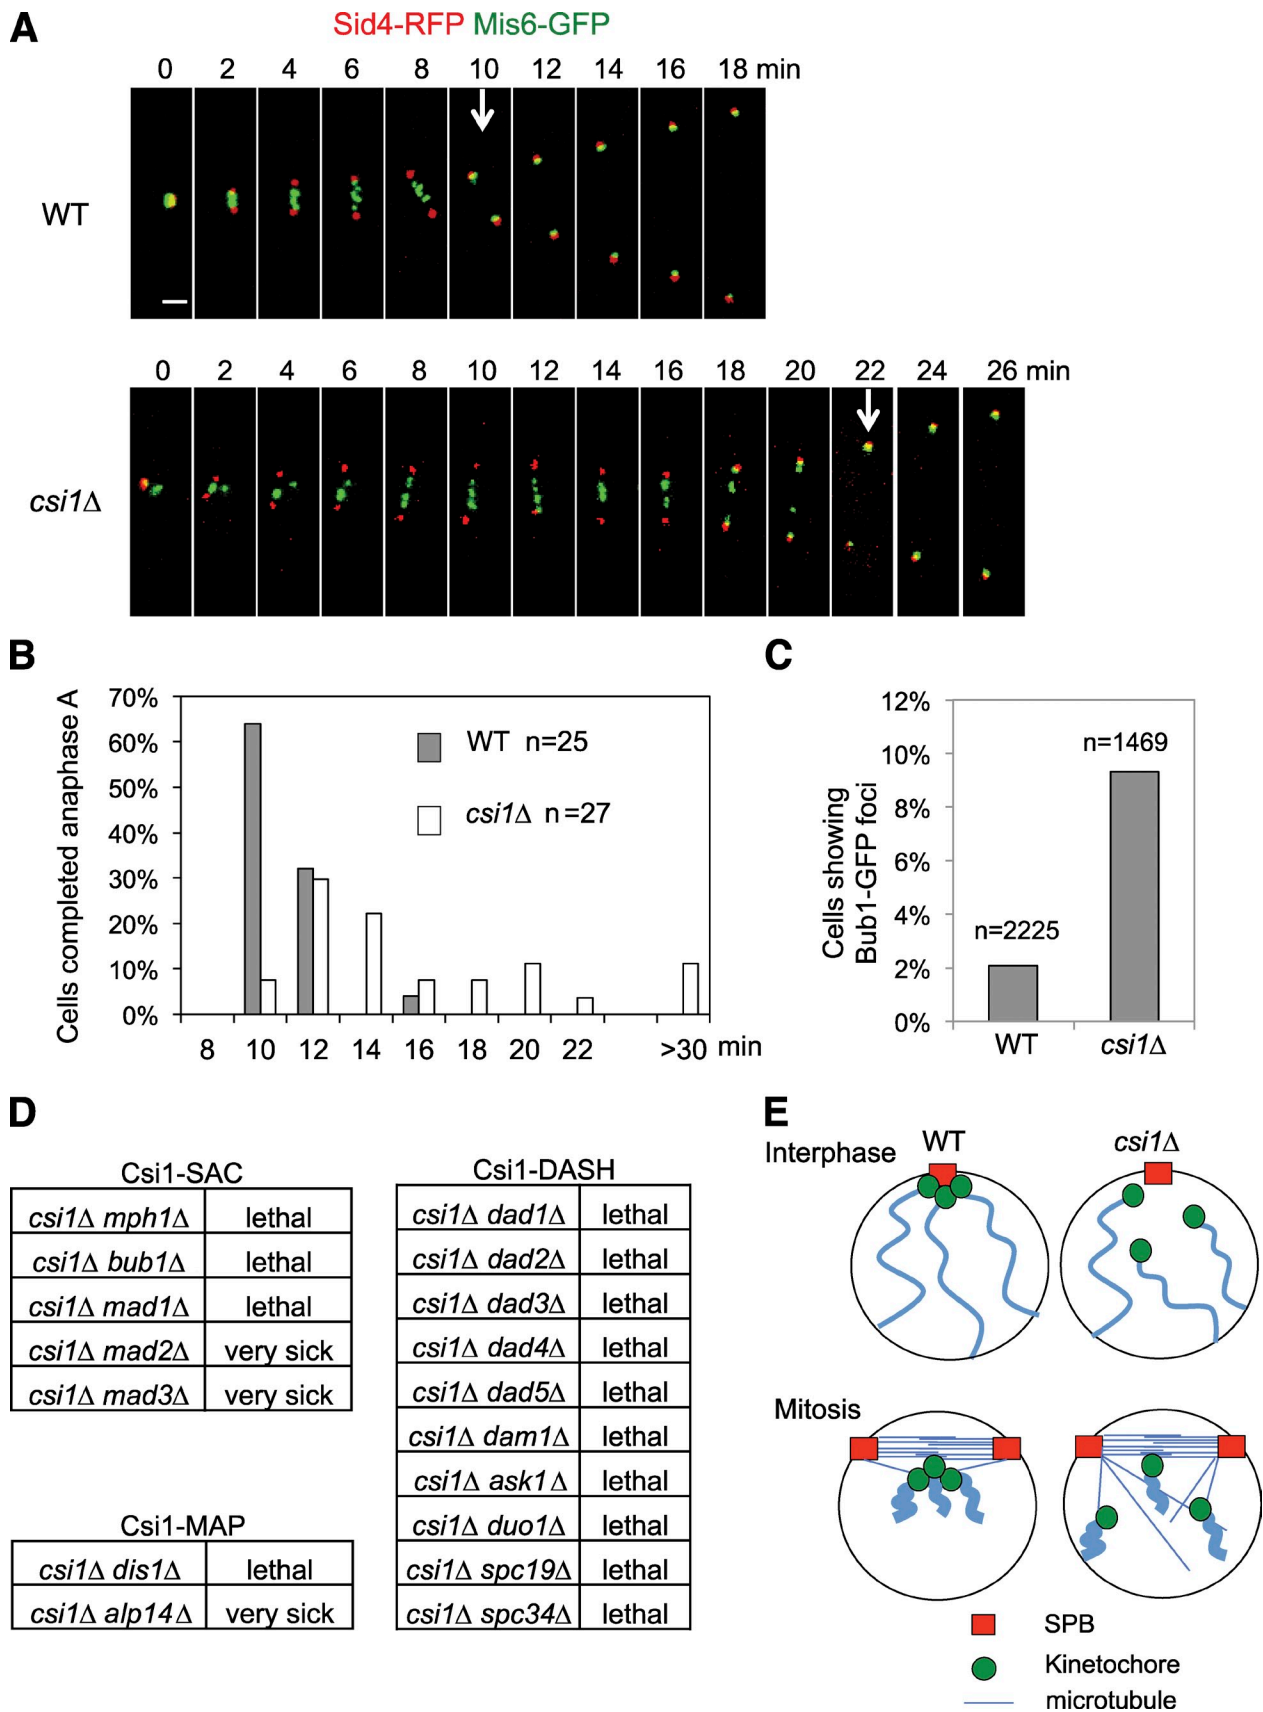 A
Sid4-RFP Mis6-GFP
0 2 4 6 8 10 12 14 16 18 min
WT
0 2 4 6 8 10 12 14 16 18 20 22 24 26 min
csi1Δ
B
Cells completed anaphase A
70%
60%
50%
40%
30%
20%
10%
0%
WT n=25
csi1Δ n=27
8 10 12 14 16 18 20 22 >30 min
C
Cells showing
Bub1-GFP foci
12%
10%
8%
6%
4%
2%
0%
n=2225
n=1469
WT csi1Δ
D
Csi1-SAC
csi1Δ mph1Δ lethal
csi1Δ bub1Δ lethal
csi1Δ mad1Δ lethal
csi1Δ mad2Δ very sick
csi1Δ mad3Δ very sick
Csi1-MAP
csi1Δ dis1Δ lethal
csi1Δ alp14Δ very sick
Csi1-DASH
csi1Δ dad1Δ lethal
csi1Δ dad2Δ lethal
csi1Δ dad3Δ lethal
csi1Δ dad4Δ lethal
csi1Δ dad5Δ lethal
csi1Δ dam1Δ lethal
csi1Δ ask1Δ lethal
csi1Δ duo1Δ lethal
csi1Δ spc19Δ lethal
csi1Δ spc34Δ lethal
E
WT csi1Δ
Interphase
Mitosis
SPB
Kinetochore
microtubule